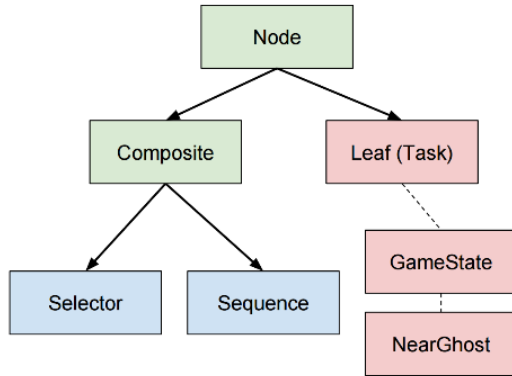 Node
Composite
Leaf (Task)
GameState
Selector
Sequence
NearGhost